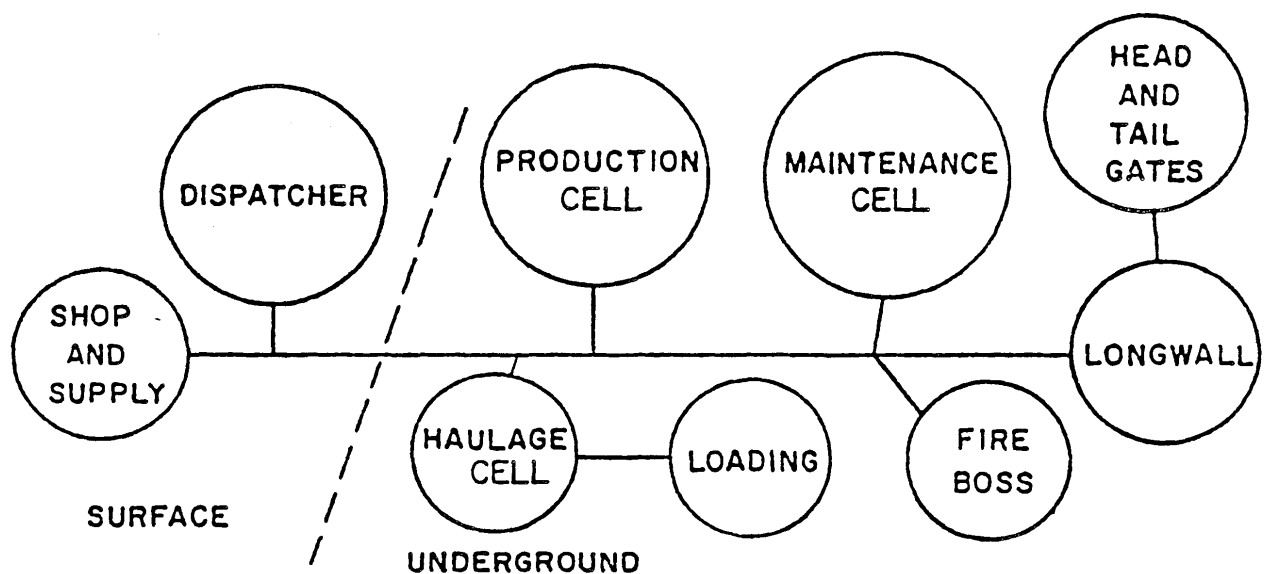 HEAD
AND
TAIL
GATES
PRODUCTION
CELL
MAINTENANCE
CELL
DISPATCHER
SHOP
AND
SUPPLY
LONGWALL
HAULAGE
CELL
LOADING
FIRE
BOSS
SURFACE
UNDERGROUND